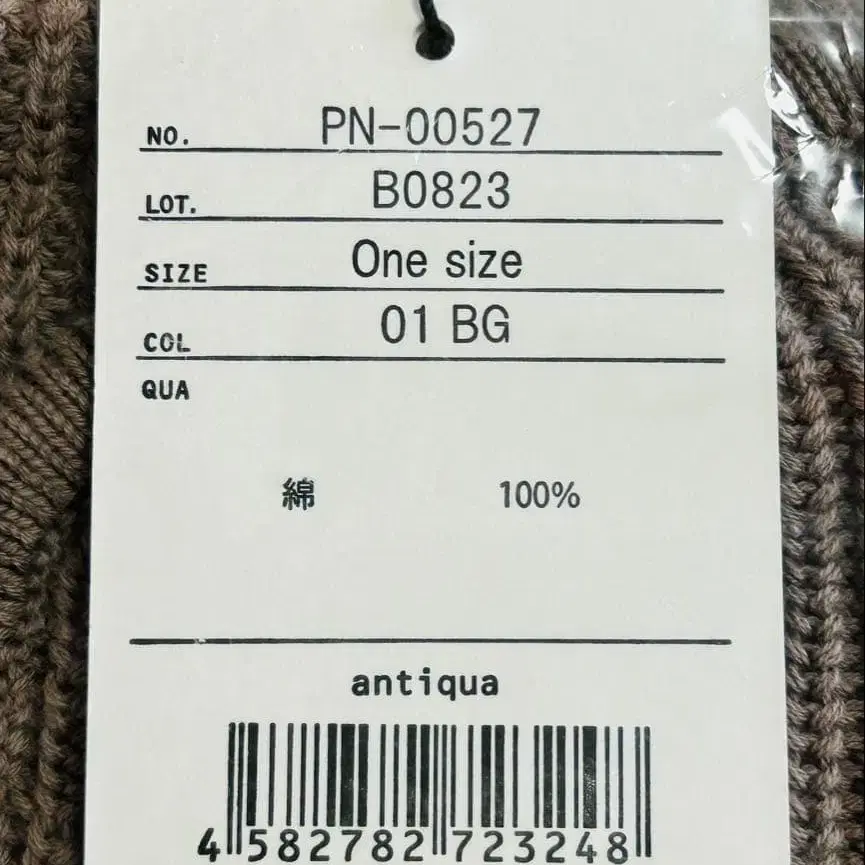 NO. PN-00527
LOT. B0823
SIZE One size
COL 01 BG
QUA
綿 100%
antiqua
4 582782 723248